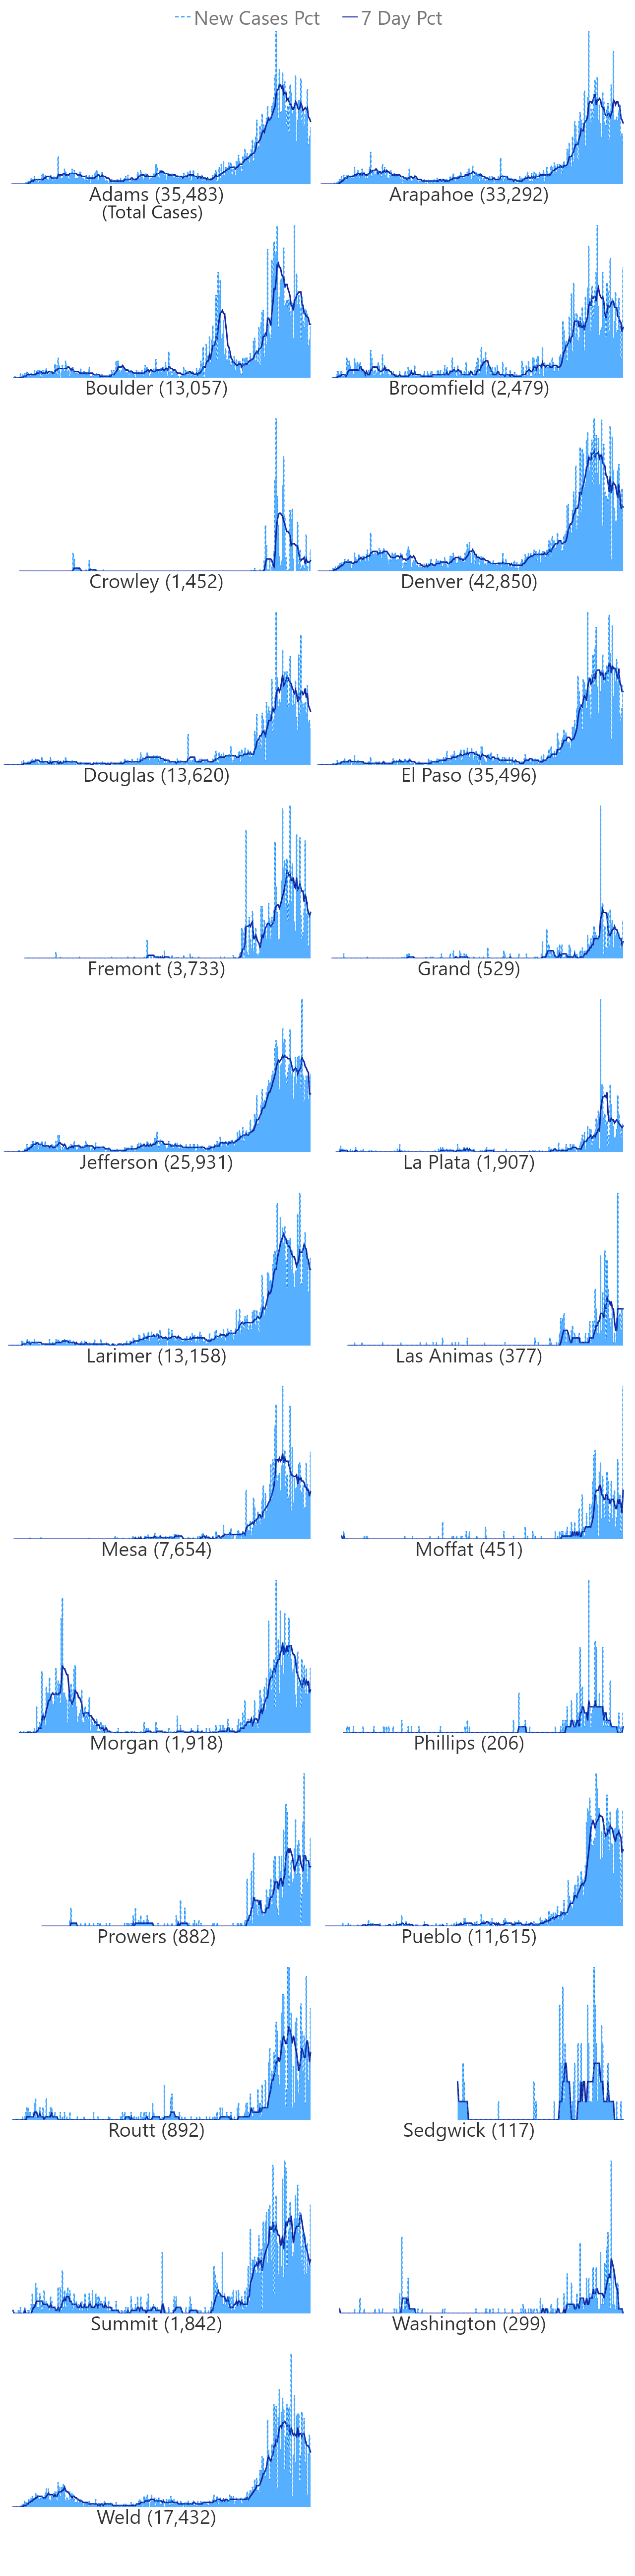 New Cases Pct 7 Day Pct
Adams (35,483) Arapahoe (33,292)
(Total Cases)
Boulder (13,057) Broomfield (2,479)
Crowley (1,452) Denver (42,850)
Douglas (13,620) El Paso (35,496)
Fremont (3,733) Grand (529)
Jefferson (25,931) La Plata (1,907)
Larimer (13,158) Las Animas (377)
Mesa (7,654) Moffat (451)
Morgan (1,918) Phillips (206)
Prowers (882) Pueblo (11,615)
Routt (892) Sedgwick (117)
Summit (1,842) Washington (299)
Weld (17,432)